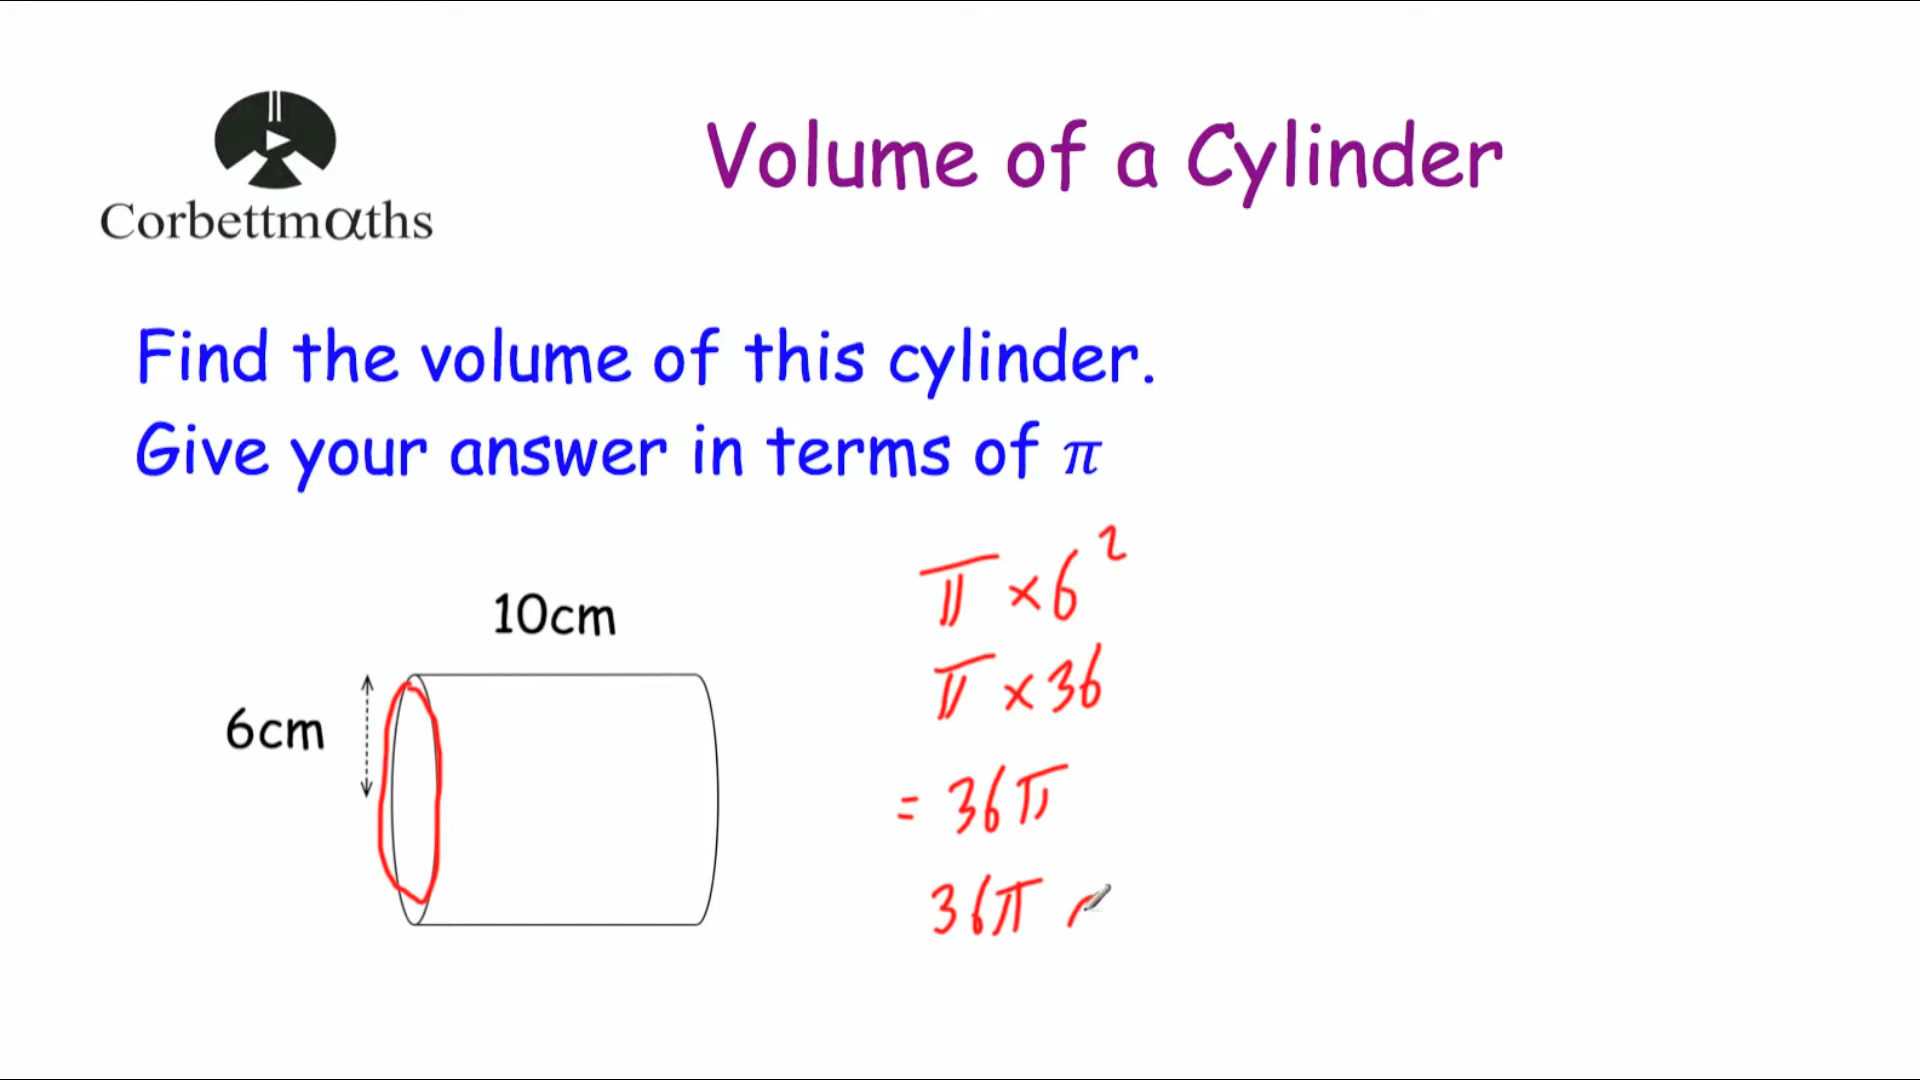 Corbettmαths
Volume of a Cylinder
Find the volume of this cylinder.
Give your answer in terms of π
10cm
6cm
π × 6²
π × 36
= 36π
36π